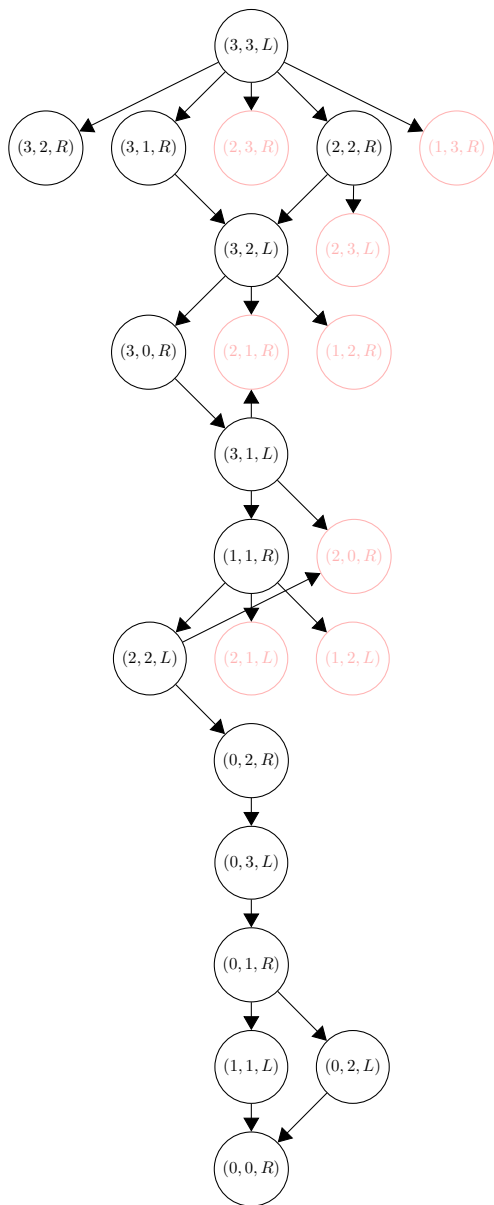 (3, 3, L)
(3, 2, R) (3, 1, R) (2, 3, R) (2, 2, R) (1, 3, R)
(3, 2, L) (2, 3, L)
(3, 0, R) (2, 1, R) (1, 2, R)
(3, 1, L)
(1, 1, R) (2, 0, R)
(2, 2, L) (2, 1, L) (1, 2, L)
(0, 2, R)
(0, 3, L)
(0, 1, R)
(1, 1, L) (0, 2, L)
(0, 0, R)